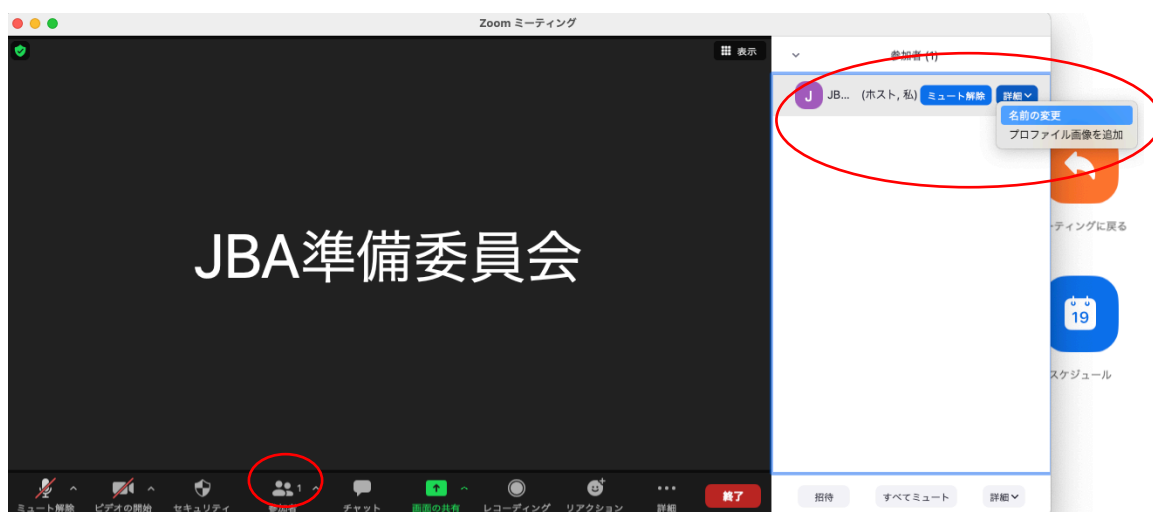 Zoom ミーティング
表示
参加者 (1)
J JB... (ホスト, 私) ミュート解除 詳細
名前の変更
プロファイル画像を追加
JBA準備委員会
ーティングに戻る
19
スケジュール
ミュート解除 ビデオの開始 セキュリティ 参加者 1 チャット 画面の共有 レコーディング リアクション 詳細 終了
招待 すべてミュート 詳細